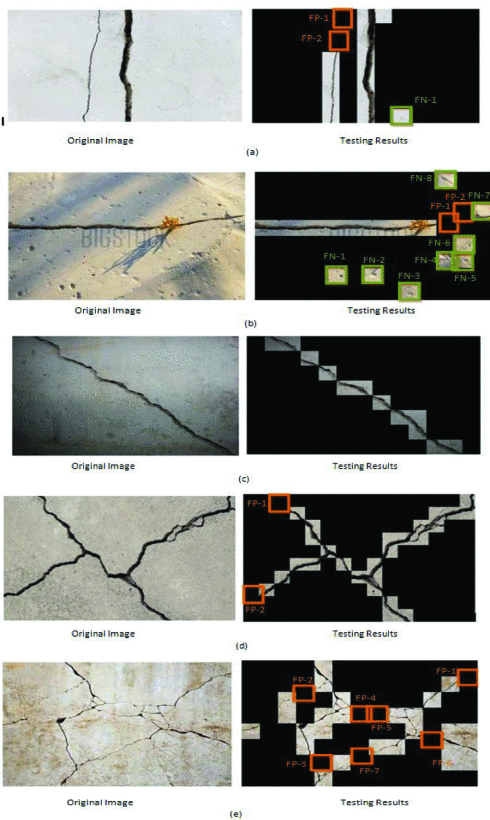 FP-1
FP-2
FN-1
Original Image Testing Results
(a)
FN-8
FP-2 FN-7
FP-1
BIGSTOCK
FN-6
FN-1 FN-2 FN-4 FN-5
FN-3
Original Image Testing Results
(b)
Original Image Testing Results
(c)
FP-1
FP-2
Original Image Testing Results
(d)
FP-1
FP-2
FP-4
FP-5
FP-3 FP-7 FP-6
Original Image Testing Results
(e)